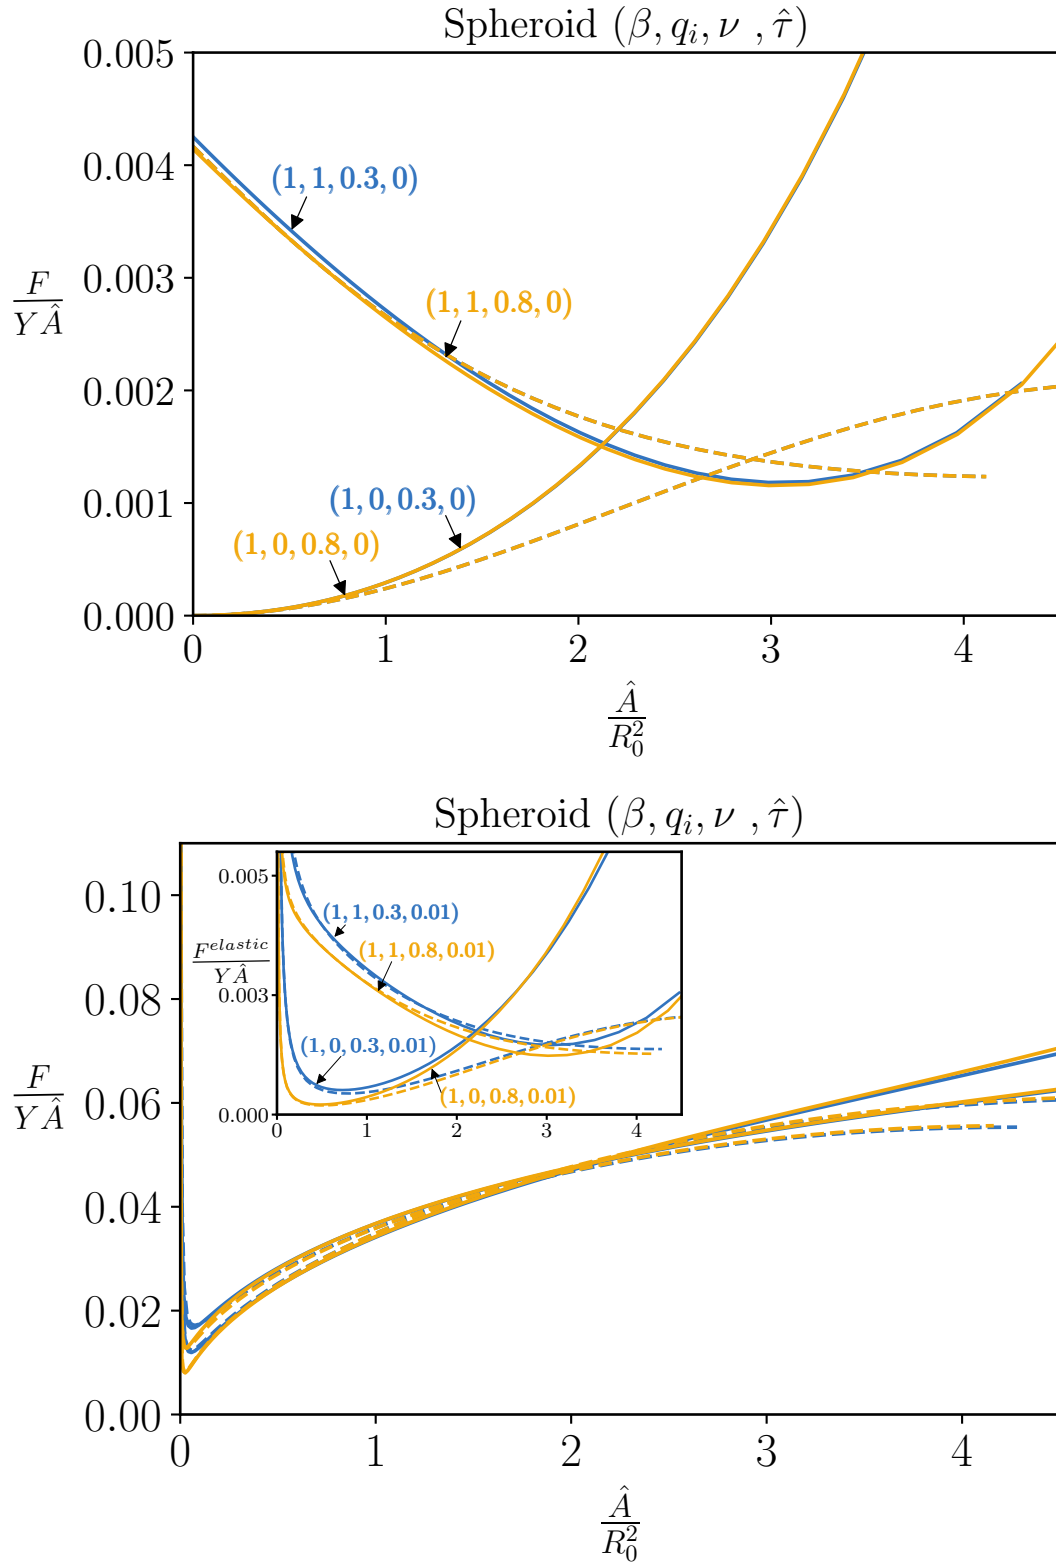 Spheroid (β, q_i, ν , τ̂)
0.005
0.004
(1, 1, 0.3, 0)
0.003
F/YÂ
(1, 1, 0.8, 0)
0.002
(1, 0, 0.3, 0)
0.001
(1, 0, 0.8, 0)
0.000
0 1 2 3 4
Â/R_0^2
Spheroid (β, q_i, ν , τ̂)
0.10
0.005
(1, 1, 0.3, 0.01)
F^{elastic}/YÂ
(1, 1, 0.8, 0.01)
0.08
0.003
(1, 0, 0.3, 0.01)
(1, 0, 0.8, 0.01)
0.000
0 1 2 3 4
F/YÂ
0.06
0.04
0.02
0.00
0 1 2 3 4
Â/R_0^2